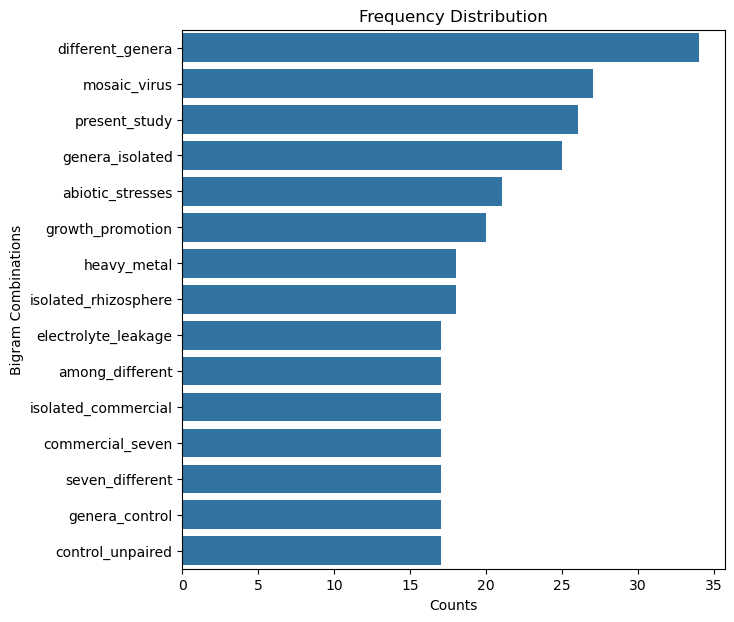 Frequency Distribution
different_genera
mosaic_virus
present_study
genera_isolated
abiotic_stresses
growth_promotion
heavy_metal
isolated_rhizosphere
electrolyte_leakage
among_different
isolated_commercial
commercial_seven
seven_different
genera_control
control_unpaired
Bigram Combinations
0 5 10 15 20 25 30 35
Counts